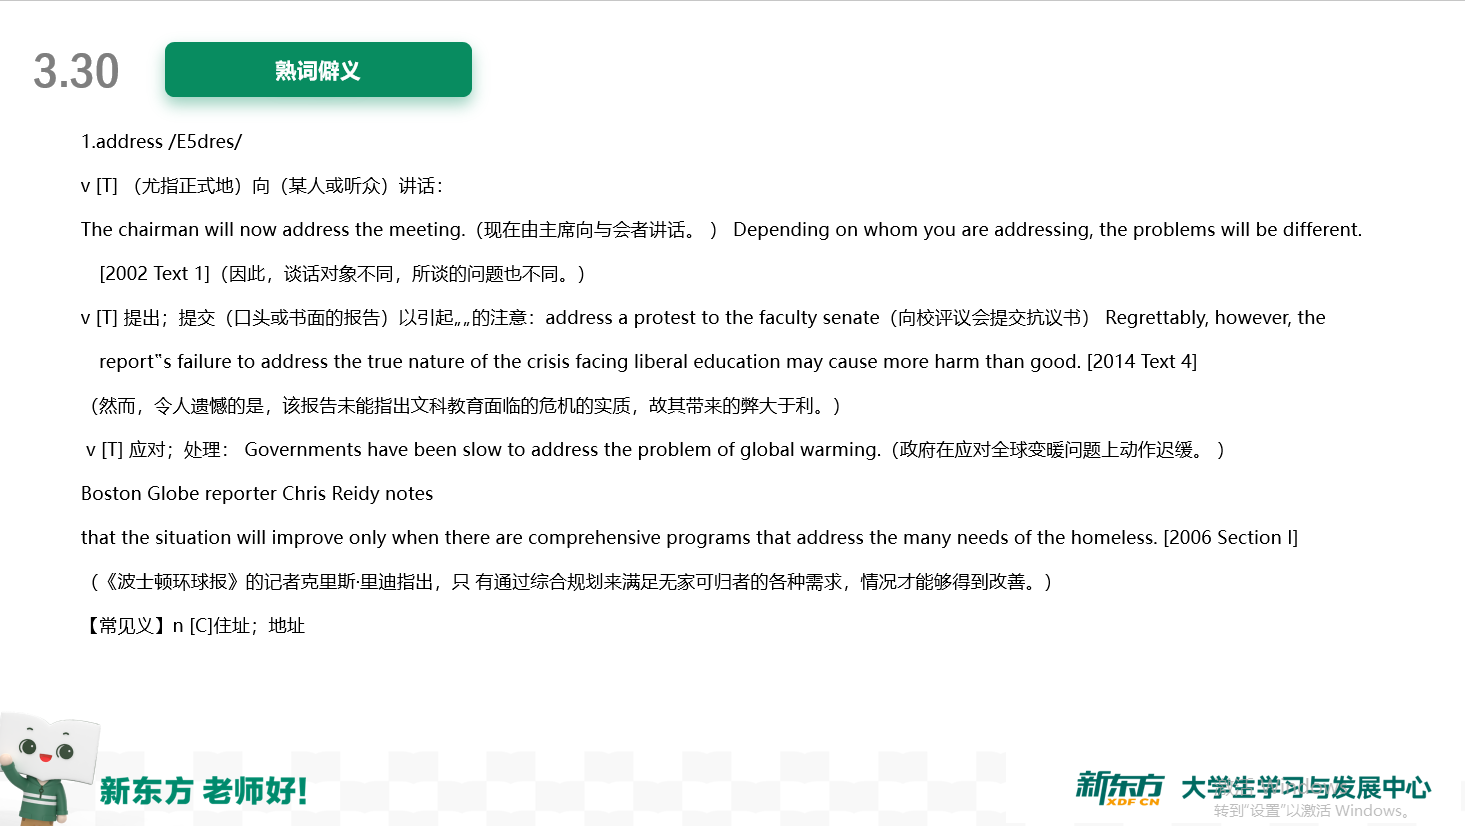 3.30
熟词僻义
1.address /E5dres/
v [T] （尤指正式地）向（某人或听众）讲话：
The chairman will now address the meeting.（现在由主席向与会者讲话。 ） Depending on whom you are addressing, the problems will be different.
[2002 Text 1]（因此，谈话对象不同，所谈的问题也不同。）
v [T] 提出；提交（口头或书面的报告）以引起„„的注意：address a protest to the faculty senate（向校评议会提交抗议书） Regrettably, however, the
report‟s failure to address the true nature of the crisis facing liberal education may cause more harm than good. [2014 Text 4]
（然而，令人遗憾的是，该报告未能指出文科教育面临的危机的实质，故其带来的弊大于利。）
v [T] 应对；处理： Governments have been slow to address the problem of global warming.（政府在应对全球变暖问题上动作迟缓。 ）
Boston Globe reporter Chris Reidy notes
that the situation will improve only when there are comprehensive programs that address the many needs of the homeless. [2006 Section I]
（《波士顿环球报》的记者克里斯·里迪指出，只 有通过综合规划来满足无家可归者的各种需求，情况才能够得到改善。）
【常见义】n [C]住址；地址
新东方 老师好!
新东方 XDF.CN 大学生学习与发展中心
激活 Windows
转到“设置”以激活 Windows。